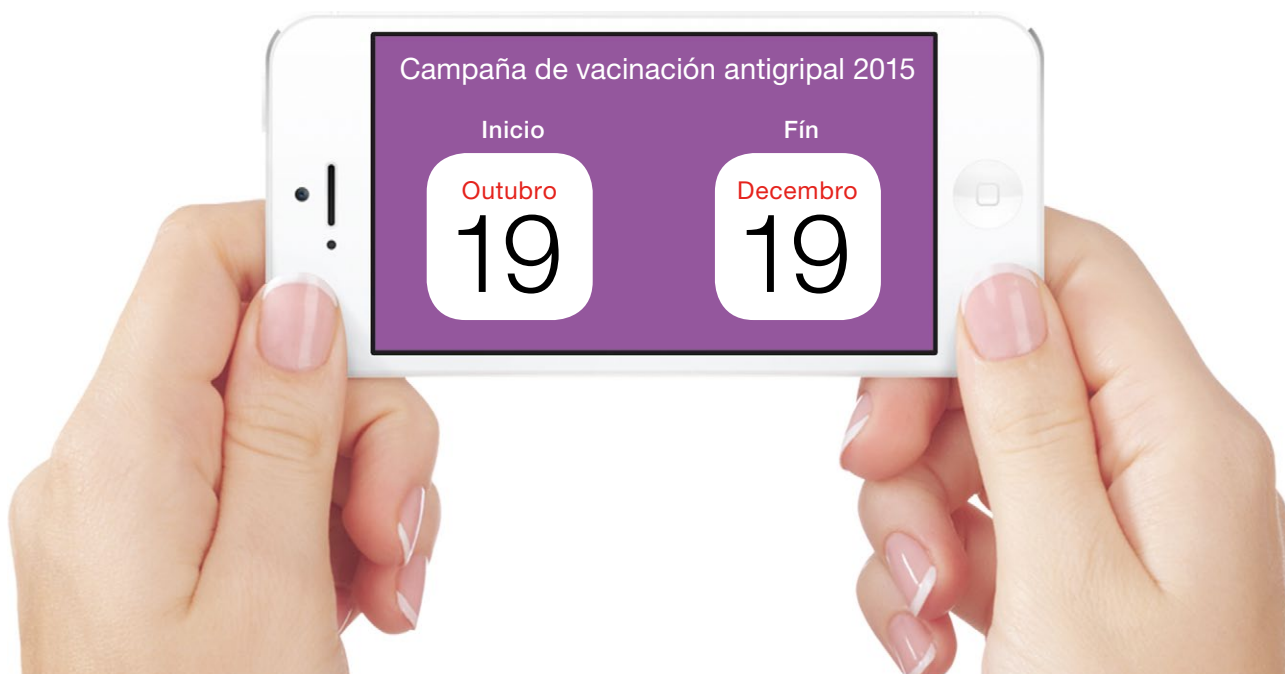 Campaña de vacinación antigripal 2015
Inicio
Fín
Outubro
Decembro
19
19